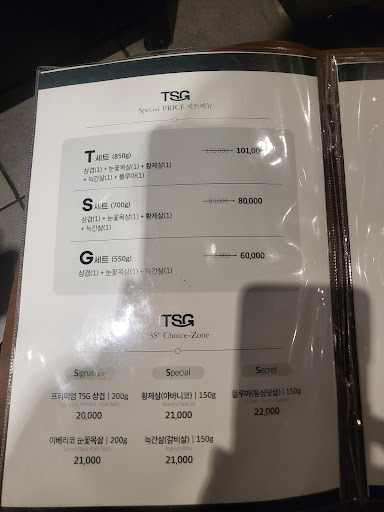 TSG
Special PRICE 세트메뉴
T세트 (850g) 101,000
삼겹(1) + 눈꽃목살(1) + 황제살(1)
+ 늑간살(1) + 플루마(1)
S세트 (700g) 80,000
삼겹(1) + 눈꽃목살(1) + 황제살(1)
+ 늑간살(1)
G세트 (550g) 60,000
삼겹(1) + 눈꽃목살(1) + 늑간살(1)
TSG
Choice-Zone
Signature Special Secret
프리미엄 TSG 삼겹 | 200g 황제살(아바니코) | 150g 플루마(등심덧살) | 150g
20,000 21,000 22,000
이베리코 눈꽃목살 | 200g 늑간살(갈비살) | 150g
21,000 21,000